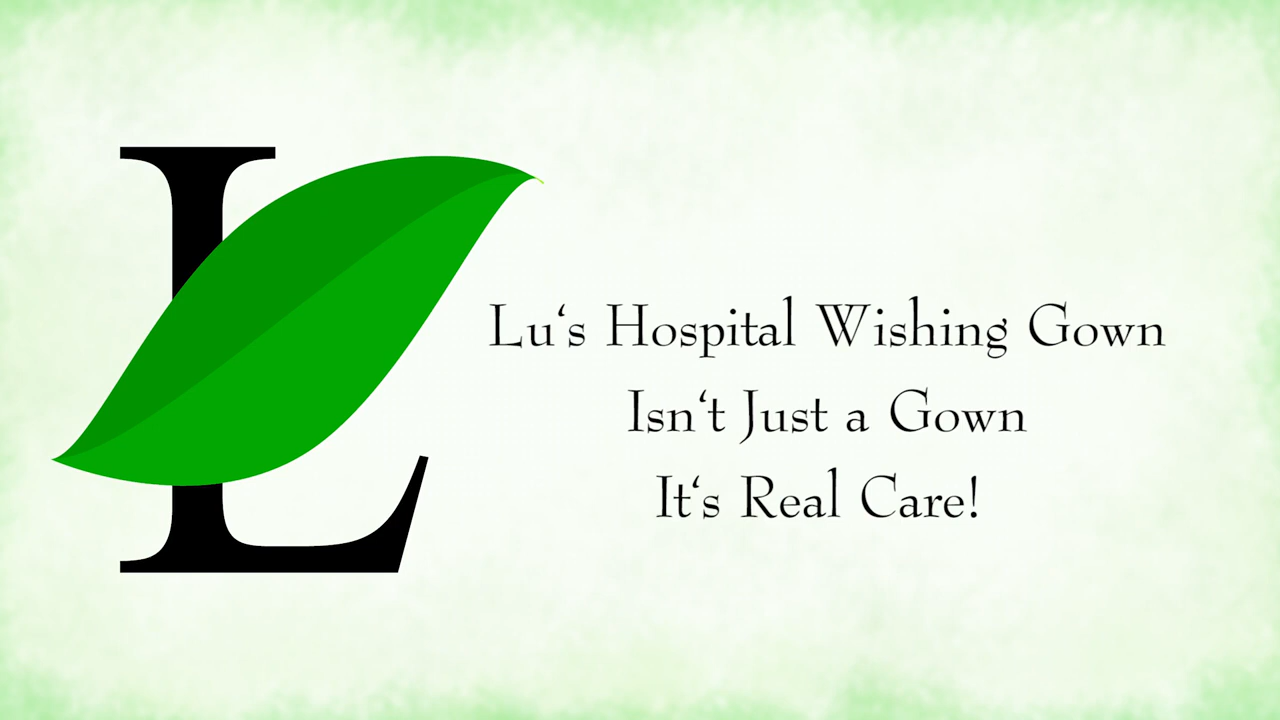 L
Lu‘s Hospital Wishing Gown
Isn‘t Just a Gown
It‘s Real Care!